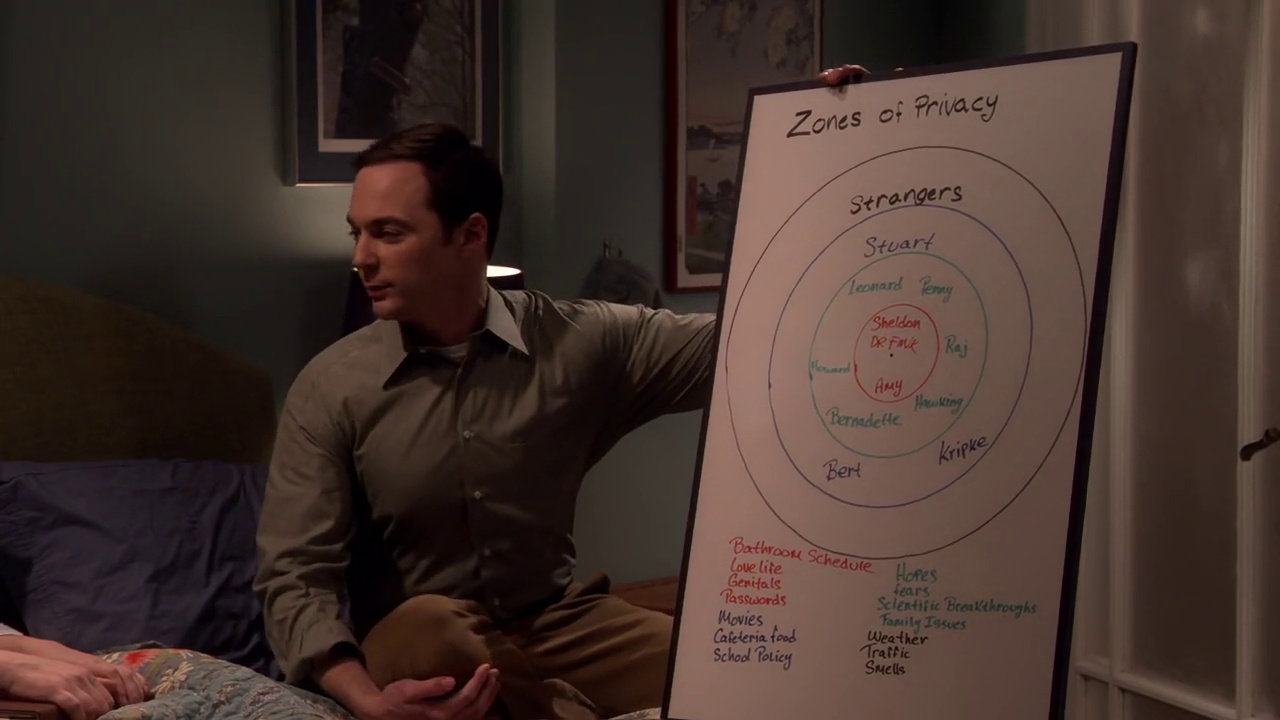 Zones of Privacy
Strangers
Stuart
Leonard Penny
Sheldon
DR. Fink
Raj
Howard
Amy
Hawking
Bernadette
Kripke
Bert
Bathroom Schedule
Love life
Genitals
Passwords
Movies
Cafeteria food
School Policy
Hopes
fears
Scientific Breakthroughs
Family Issues
Weather
Traffic
Smells